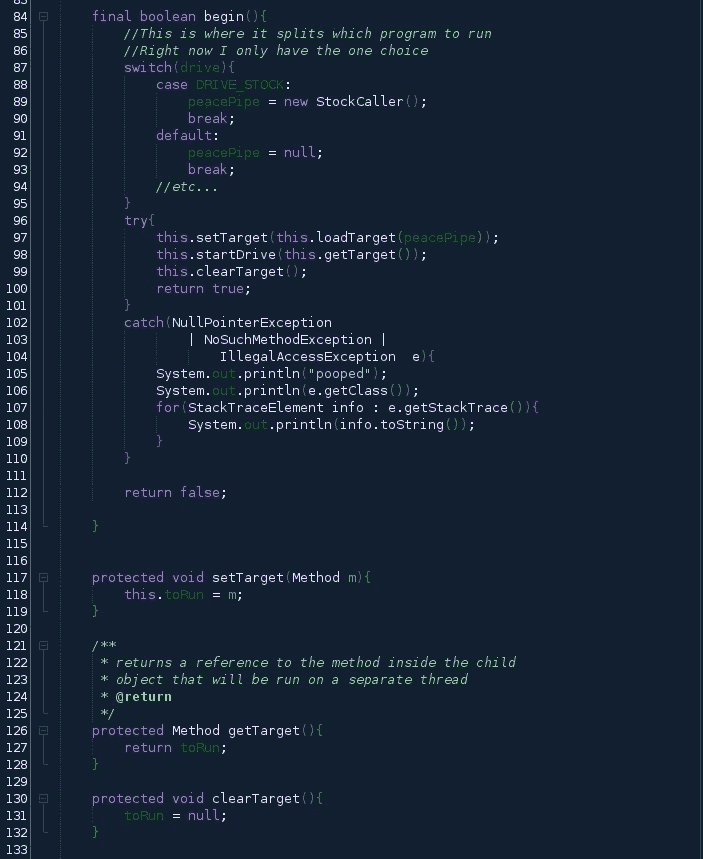 84 final boolean begin(){
85 //This is where it splits which program to run
86 //Right now I only have the one choice
87 switch(drive){
88 case DRIVE_STOCK:
89 peacePipe = new StockCaller();
90 break;
91 default:
92 peacePipe = null;
93 break;
94 //etc...
95 }
96 try{
97 this.setTarget(this.loadTarget(peacePipe));
98 this.startDrive(this.getTarget());
99 this.clearTarget();
100 return true;
101 }
102 catch(NullPointerException
103 | NoSuchMethodException |
104 IllegalAccessException e){
105 System.out.println("pooped");
106 System.out.println(e.getClass());
107 for(StackTraceElement info : e.getStackTrace()){
108 System.out.println(info.toString());
109 }
110 }
111
112 return false;
113
114 }
115
116
117 protected void setTarget(Method m){
118 this.toRun = m;
119 }
120
121 /**
122 * returns a reference to the method inside the child
123 * object that will be run on a separate thread
124 * @return
125 */
126 protected Method getTarget(){
127 return toRun;
128 }
129
130 protected void clearTarget(){
131 toRun = null;
132 }
133